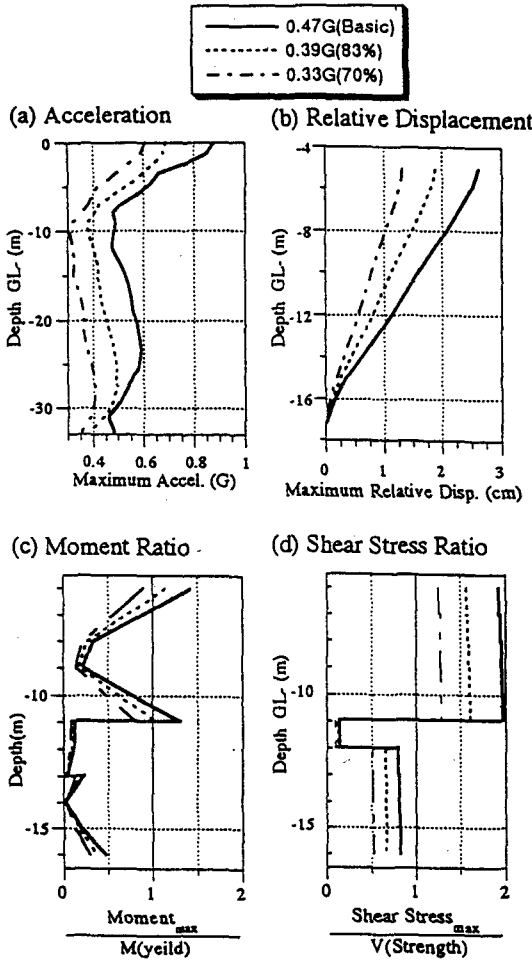 0.47G(Basic)
0.39G(83%)
0.33G(70%)
(a) Acceleration
(b) Relative Displacement
Depth GL- (m)
0
-10
-20
-30
0.4
0.6
0.8
1
Maximum Accel. (G)
Depth GL- (m)
-4
-8
-12
-16
0
1
2
3
Maximum Relative Disp. (cm)
(c) Moment Ratio
(d) Shear Stress Ratio
Depth(m)
-10
-15
0
1
2
Moment max
M(yeild)
Depth GL- (m)
-10
-15
0
1
2
Shear Stress max
V(Strength)